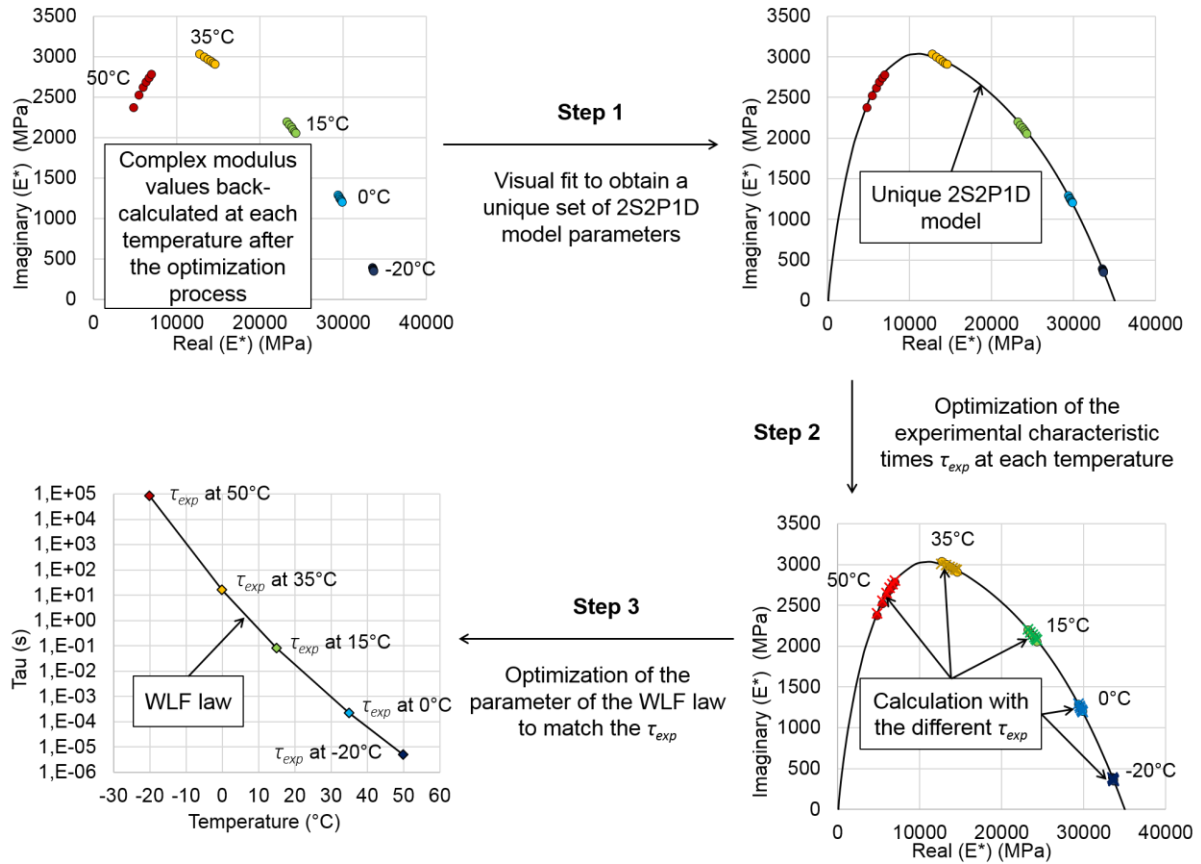 3500
3000
2500
2000
1500
1000
500
0
Imaginary (E*) (MPa)
35°C
50°C
15°C
0°C
-20°C
Complex modulus
values back-
calculated at each
temperature after
the optimization
process
0 10000 20000 30000 40000
Real (E*) (MPa)
Step 1
Visual fit to obtain a
unique set of 2S2P1D
model parameters
3500
3000
2500
2000
1500
1000
500
0
Imaginary (E*) (MPa)
Unique 2S2P1D
model
0 10000 20000 30000 40000
Real (E*) (MPa)
Step 2
Optimization of the
experimental characteristic
times τexp at each temperature
3500
3000
2500
2000
1500
1000
500
0
Imaginary (E*) (MPa)
35°C
50°C
15°C
0°C
-20°C
Calculation with
the different τexp
0 10000 20000 30000 40000
Real (E*) (MPa)
Step 3
Optimization of the
parameter of the WLF law
to match the τexp
1,E+05
1,E+04
1,E+03
1,E+02
1,E+01
1,E+00
1,E-01
1,E-02
1,E-03
1,E-04
1,E-05
1,E-06
Tau (s)
τexp at 50°C
τexp at 35°C
τexp at 15°C
τexp at 0°C
τexp at -20°C
WLF law
-30 -20 -10 0 10 20 30 40 50 60
Temperature (°C)